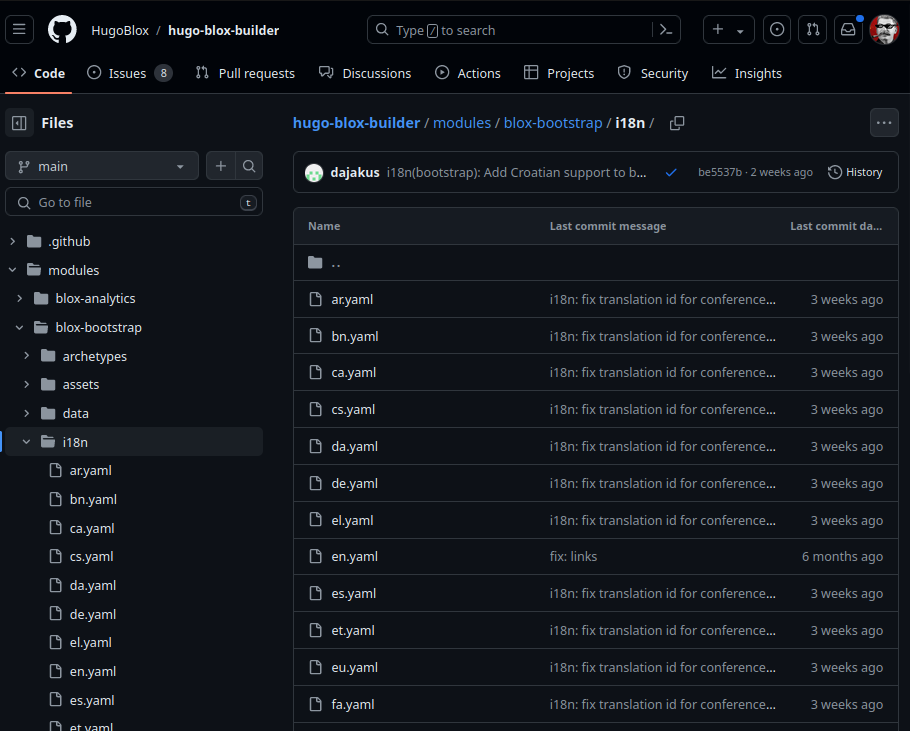 HugoBlox / hugo-blox-builder
Type / to search
Code
Issues 8
Pull requests
Discussions
Actions
Projects
Security
Insights
Files
main
Go to file t
.github
modules
blox-analytics
blox-bootstrap
archetypes
assets
data
i18n
ar.yaml
bn.yaml
ca.yaml
cs.yaml
da.yaml
de.yaml
el.yaml
en.yaml
es.yaml
et.yaml
hugo-blox-builder / modules / blox-bootstrap / i18n /
dajakus i18n(bootstrap): Add Croatian support to b... be5537b · 2 weeks ago History
Name Last commit message Last commit da...
..
ar.yaml i18n: fix translation id for conference... 3 weeks ago
bn.yaml i18n: fix translation id for conference... 3 weeks ago
ca.yaml i18n: fix translation id for conference... 3 weeks ago
cs.yaml i18n: fix translation id for conference... 3 weeks ago
da.yaml i18n: fix translation id for conference... 3 weeks ago
de.yaml i18n: fix translation id for conference... 3 weeks ago
el.yaml i18n: fix translation id for conference... 3 weeks ago
en.yaml fix: links 6 months ago
es.yaml i18n: fix translation id for conference... 3 weeks ago
et.yaml i18n: fix translation id for conference... 3 weeks ago
eu.yaml i18n: fix translation id for conference... 3 weeks ago
fa.yaml i18n: fix translation id for conference... 3 weeks ago